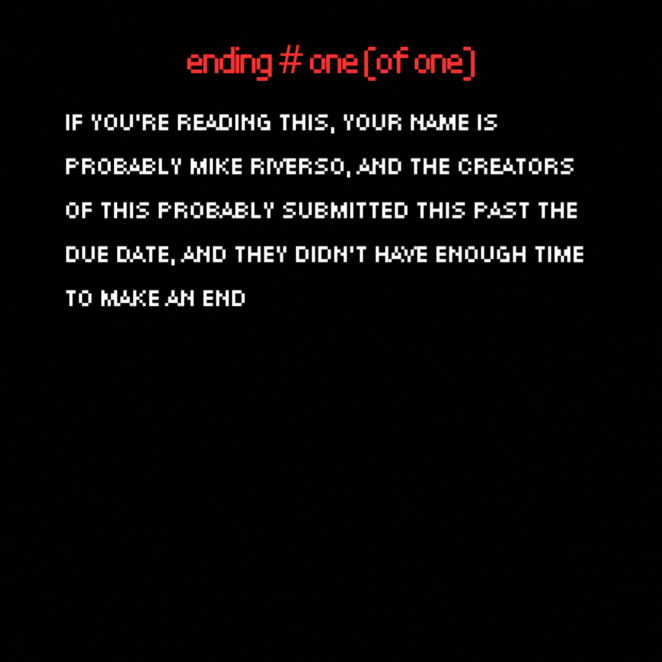 ending # one (of one)
IF YOU'RE READING THIS, YOUR NAME IS
PROBABLY MIKE RIVERSO, AND THE CREATORS
OF THIS PROBABLY SUBMITTED THIS PAST THE
DUE DATE, AND THEY DIDN'T HAVE ENOUGH TIME
TO MAKE AN END